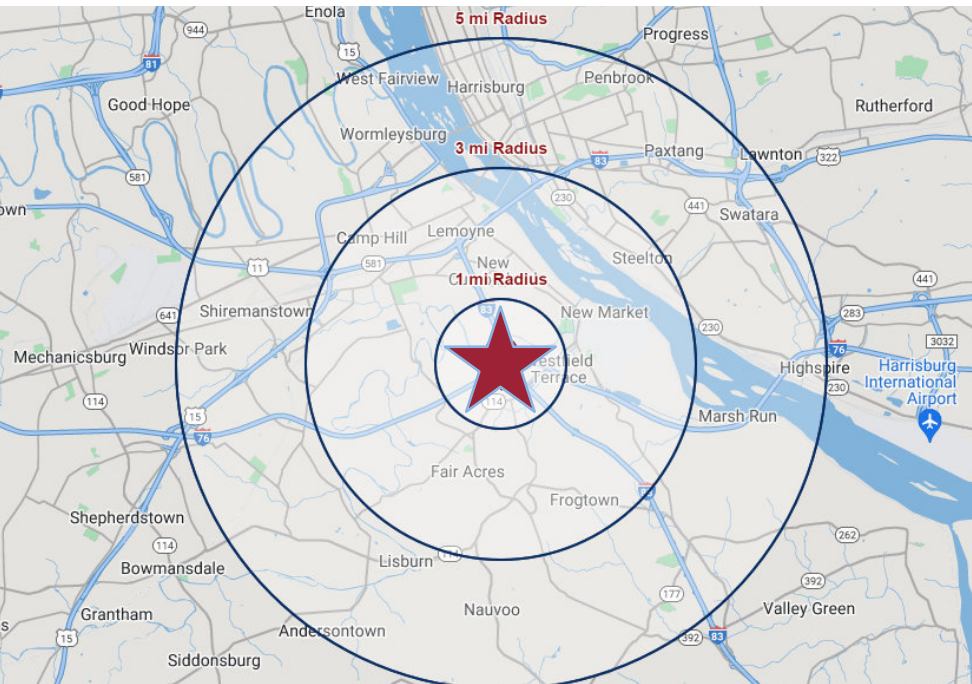 Enola
5 mi Radius
944
15
Progress
81
West Fairview
Harrisburg
Penbrook
Good Hope
Rutherford
Wormleysburg
3 mi Radius
83
Paxtang
Lawnton
322
581
230
441
Swatara
own
Camp Hill
Lemoyne
11
581
New
Steelton
1 mi Radius
441
641
Shiremanstown
83
New Market
230
283
3032
Mechanicsburg
Windsor Park
76
Terrace
Highspire
Harrisburg
International
Airport
230
114
114
15
76
Marsh Run
Fair Acres
Frogtown
Shepherdstown
262
114
Bowmansdale
Lisburn
392
177
Grantham
Nauvoo
Valley Green
s
15
Andersontown
392
83
Siddonsburg